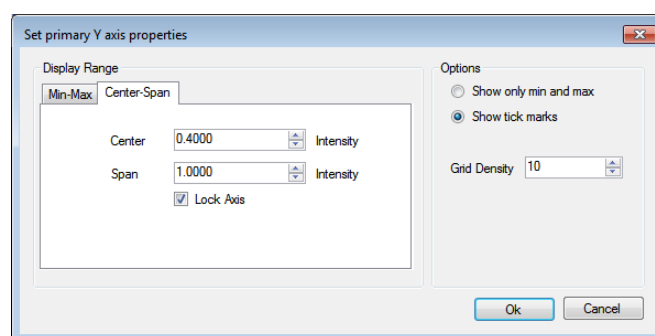 Set primary Y axis properties
Display Range
Min-Max Center-Span
Center 0.4000 Intensity
Span 1.0000 Intensity
Lock Axis
Options
Show only min and max
Show tick marks
Grid Density 10
Ok Cancel